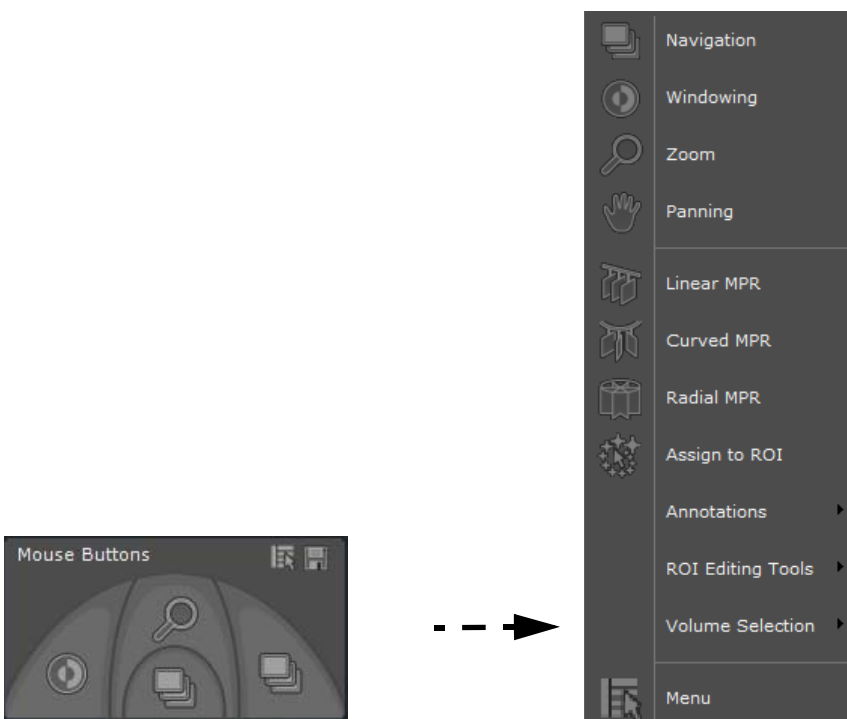 Mouse Buttons
Navigation
Windowing
Zoom
Panning
Linear MPR
Curved MPR
Radial MPR
Assign to ROI
Annotations
ROI Editing Tools
Volume Selection
Menu